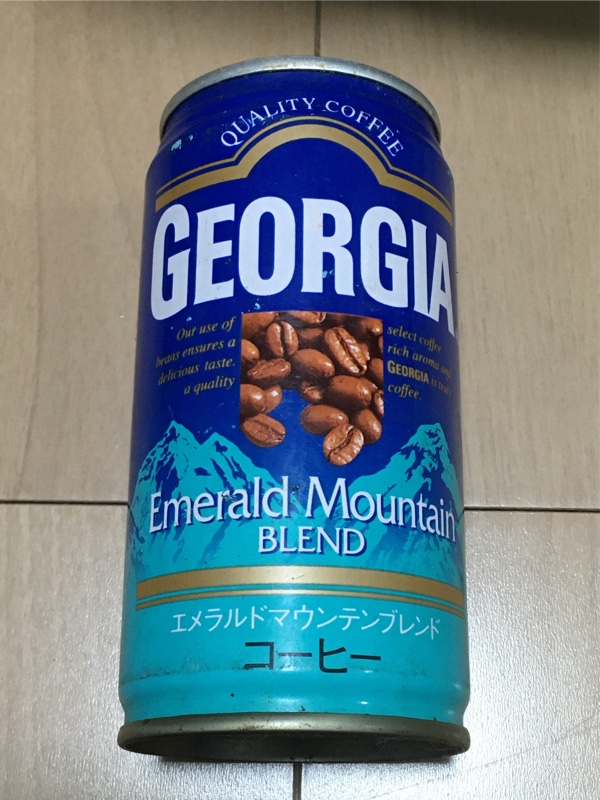 QUALITY COFFEE
GEORGIA
Our use of select coffee
beans ensures a rich aroma and
delicious taste. GEORGIA is truly
a quality coffee.
Emerald Mountain
BLEND
エメラルドマウンテンブレンド
コーヒー